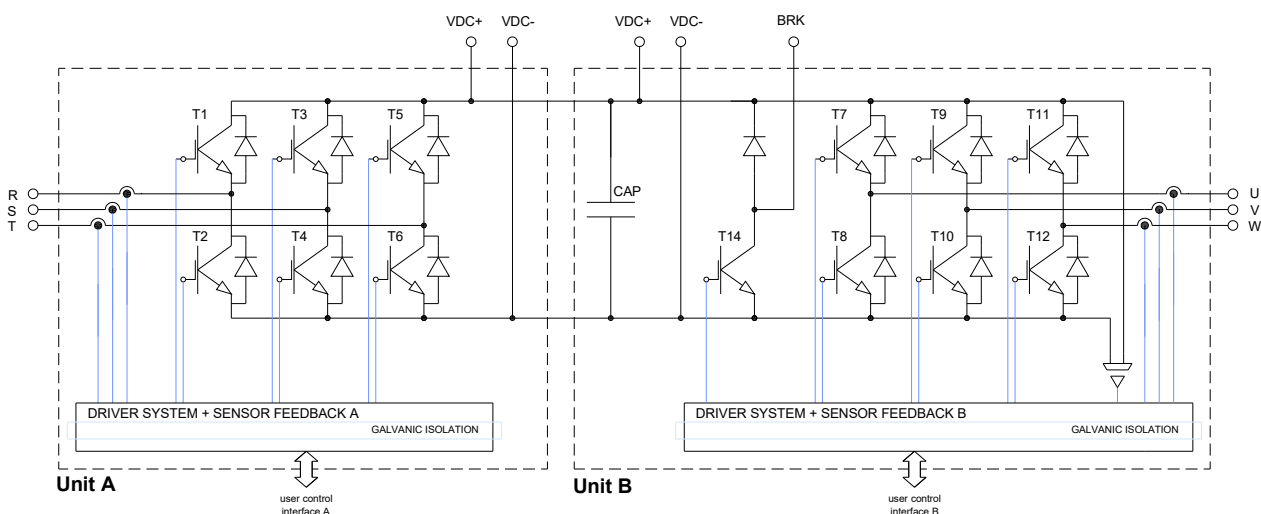 VDC+ VDC- VDC+ VDC- BRK
T1 T3 T5 T7 T9 T11
R
S
T
CAP
U
V
W
T2 T4 T6 T14 T8 T10 T12
DRIVER SYSTEM + SENSOR FEEDBACK A
GALVANIC ISOLATION
DRIVER SYSTEM + SENSOR FEEDBACK B
GALVANIC ISOLATION
Unit A
Unit B
user control
interface A
user control
interface B